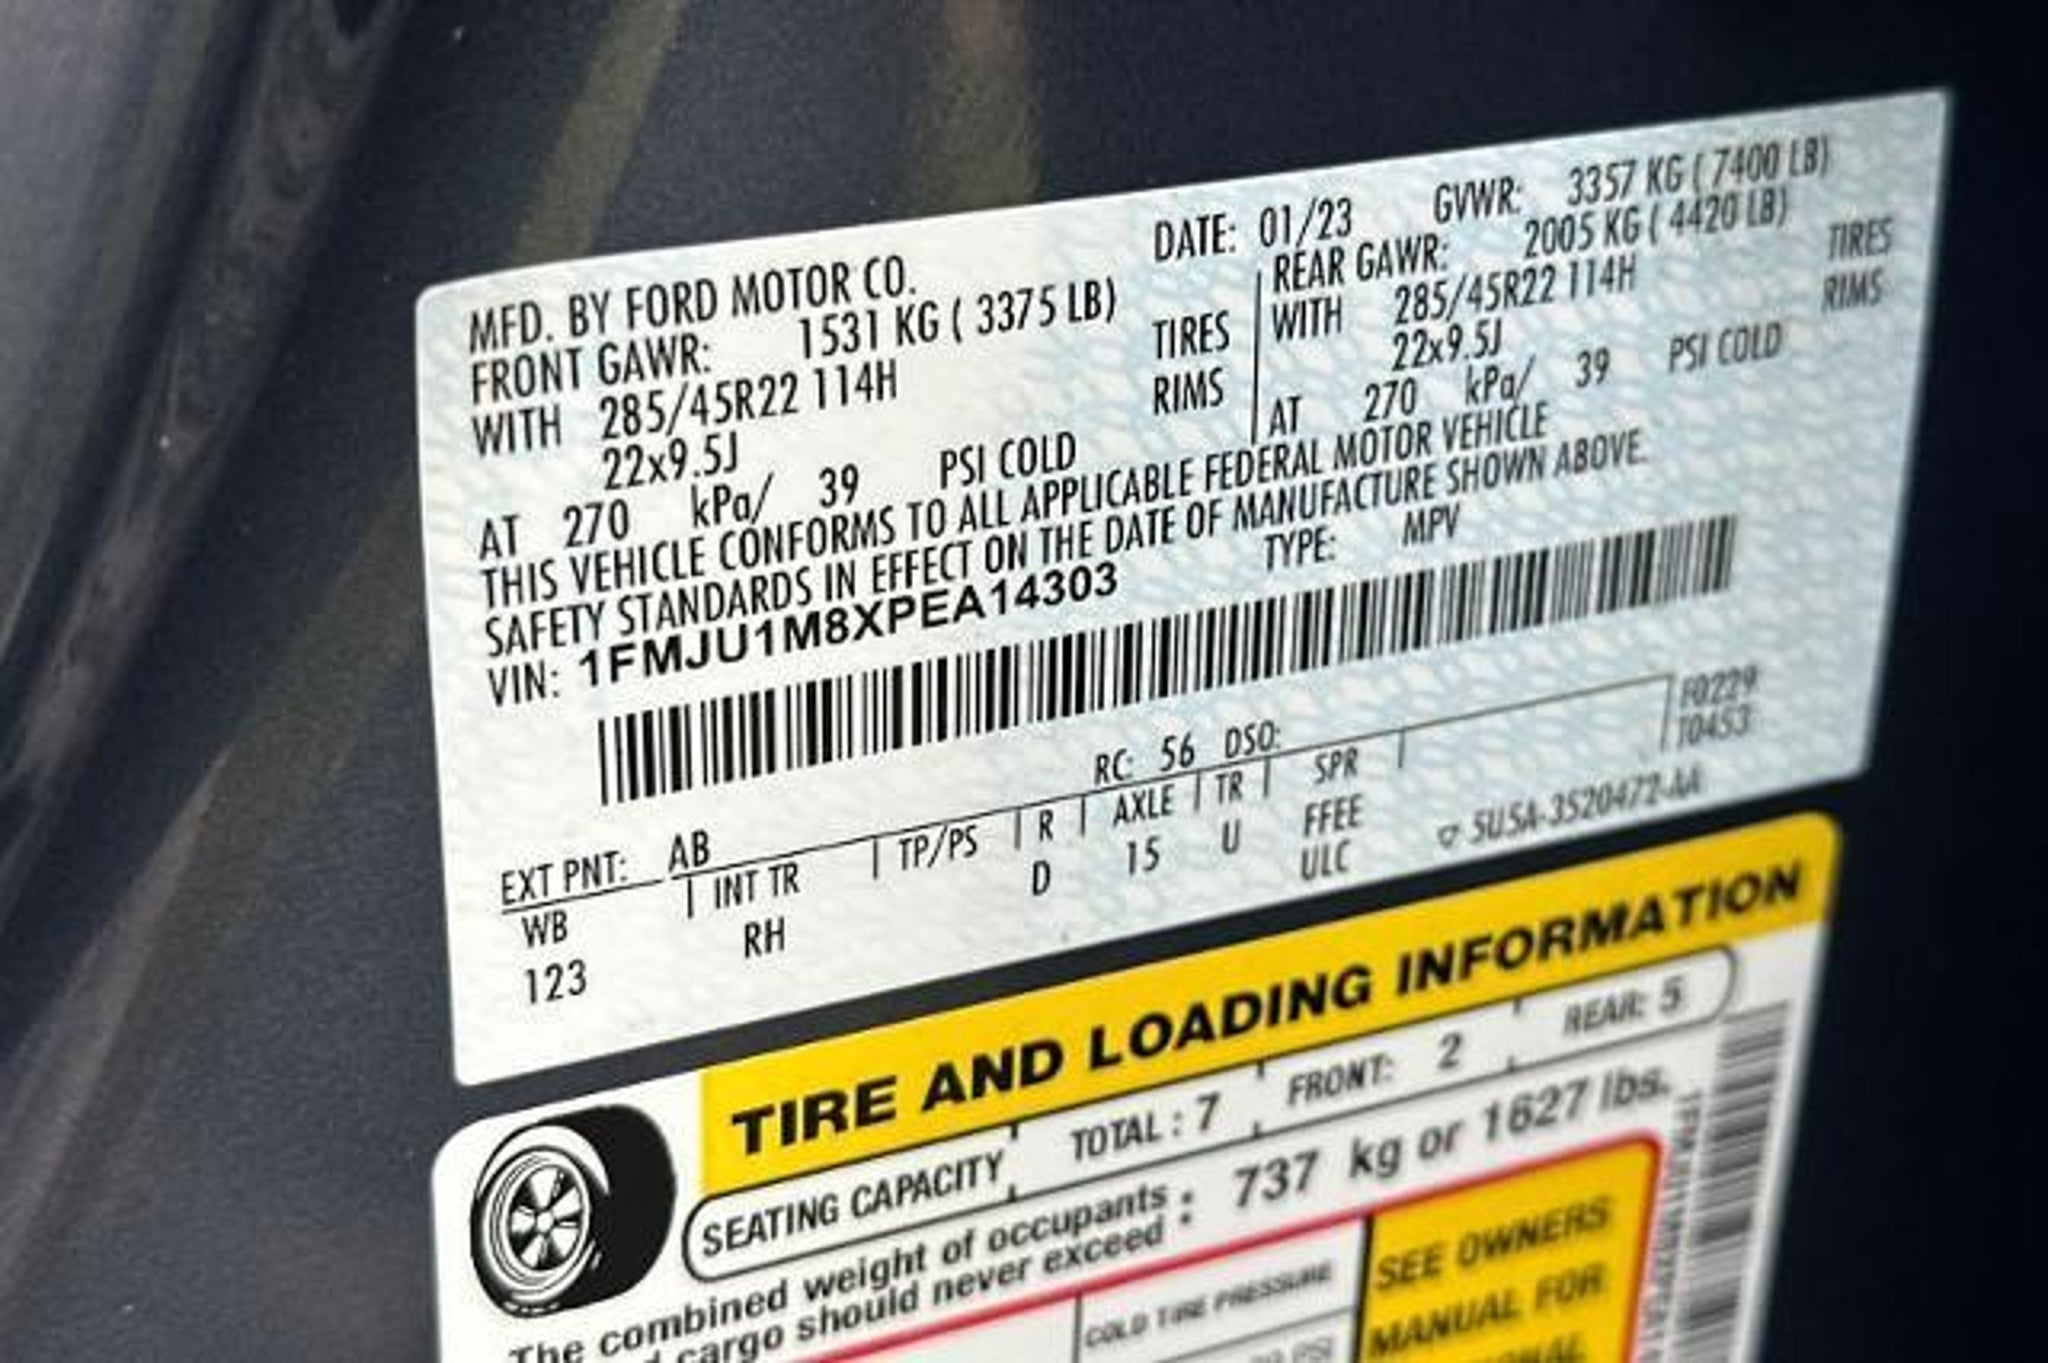 MFD. BY FORD MOTOR CO.
DATE: 01/23 GVWR: 3357 KG ( 7400 LB)
FRONT GAWR: 1531 KG ( 3375 LB)
WITH 285/45R22 114H TIRES
22x9.5J RIMS
AT 270 kPa/ 39 PSI COLD
REAR GAWR: 2005 KG ( 4420 LB)
WITH 285/45R22 114H TIRES
22x9.5J RIMS
AT 270 kPa/ 39 PSI COLD
THIS VEHICLE CONFORMS TO ALL APPLICABLE FEDERAL MOTOR VEHICLE
SAFETY STANDARDS IN EFFECT ON THE DATE OF MANUFACTURE SHOWN ABOVE.
VIN: 1FMJU1M8XPEA14303 TYPE: MPV
F0229
T0453
EXT PNT: AB RC: 56 DSO:
WB INT TR TP/PS R AXLE TR SPR
123 RH D 15 U FFEE
ULC
5U5A-3520472-AA
TIRE AND LOADING INFORMATION
SEATING CAPACITY TOTAL : 7 FRONT: 2 REAR: 5
The combined weight of occupants
cargo should never exceed : 737 kg or 1627 lbs.
COLD TIRE PRESSURE
SEE OWNERS
MANUAL FOR